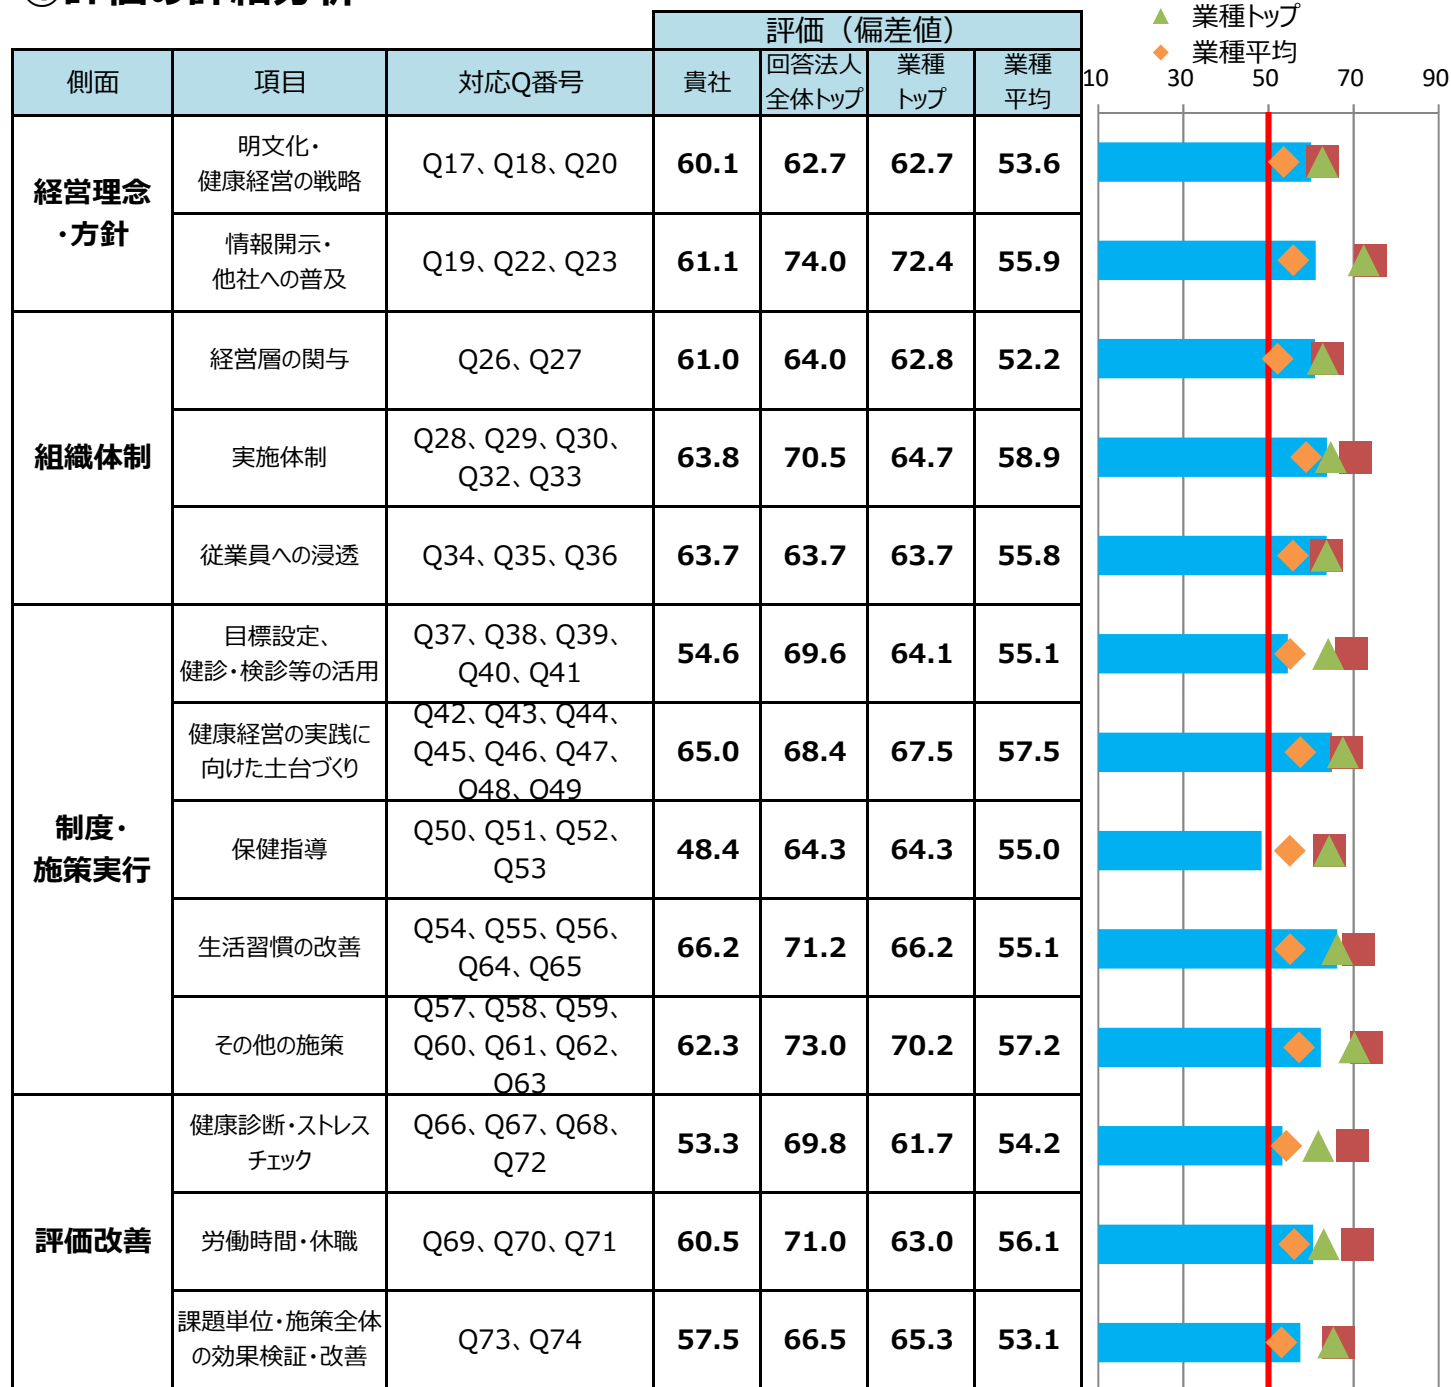 評価（偏差値）
▲ 業種トップ
◆ 業種平均
側面 項目 対応Q番号 貴社 回答法人全体トップ 業種トップ 業種平均
10 30 50 70 90
経営理念・方針
明文化・健康経営の戦略 Q17、Q18、Q20 60.1 62.7 62.7 53.6
情報開示・他社への普及 Q19、Q22、Q23 61.1 74.0 72.4 55.9
組織体制
経営層の関与 Q26、Q27 61.0 64.0 62.8 52.2
実施体制 Q28、Q29、Q30、Q32、Q33 63.8 70.5 64.7 58.9
従業員への浸透 Q34、Q35、Q36 63.7 63.7 63.7 55.8
制度・施策実行
目標設定、健診・検診等の活用 Q37、Q38、Q39、Q40、Q41 54.6 69.6 64.1 55.1
健康経営の実践に向けた土台づくり Q42、Q43、Q44、Q45、Q46、Q47、Q48、Q49 65.0 68.4 67.5 57.5
保健指導 Q50、Q51、Q52、Q53 48.4 64.3 64.3 55.0
生活習慣の改善 Q54、Q55、Q56、Q64、Q65 66.2 71.2 66.2 55.1
その他の施策 Q57、Q58、Q59、Q60、Q61、Q62、Q63 62.3 73.0 70.2 57.2
評価改善
健康診断・ストレスチェック Q66、Q67、Q68、Q72 53.3 69.8 61.7 54.2
労働時間・休職 Q69、Q70、Q71 60.5 71.0 63.0 56.1
課題単位・施策全体の効果検証・改善 Q73、Q74 57.5 66.5 65.3 53.1